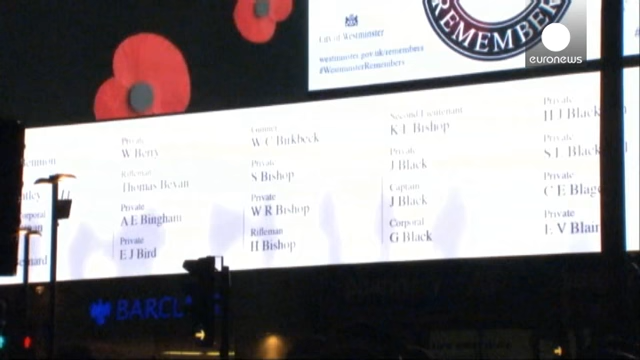 REMEMBER
City of Westminster
westminster.gov.uk/remembers
#WestminsterRemembers
euronews
Private
W Berry
Rifleman
Thomas Bevan
Private
A E Bingham
Private
E J Bird
Gunner
W C Birkbeck
Private
S Bishop
Private
W R Bishop
Rifleman
H Bishop
Second Lieutenant
K E Bishop
Private
J Black
Captain
J Black
Corporal
G Black
Private
H J Black
Private
S L Black
Private
C E Blag
Private
E V Blair
BARCL